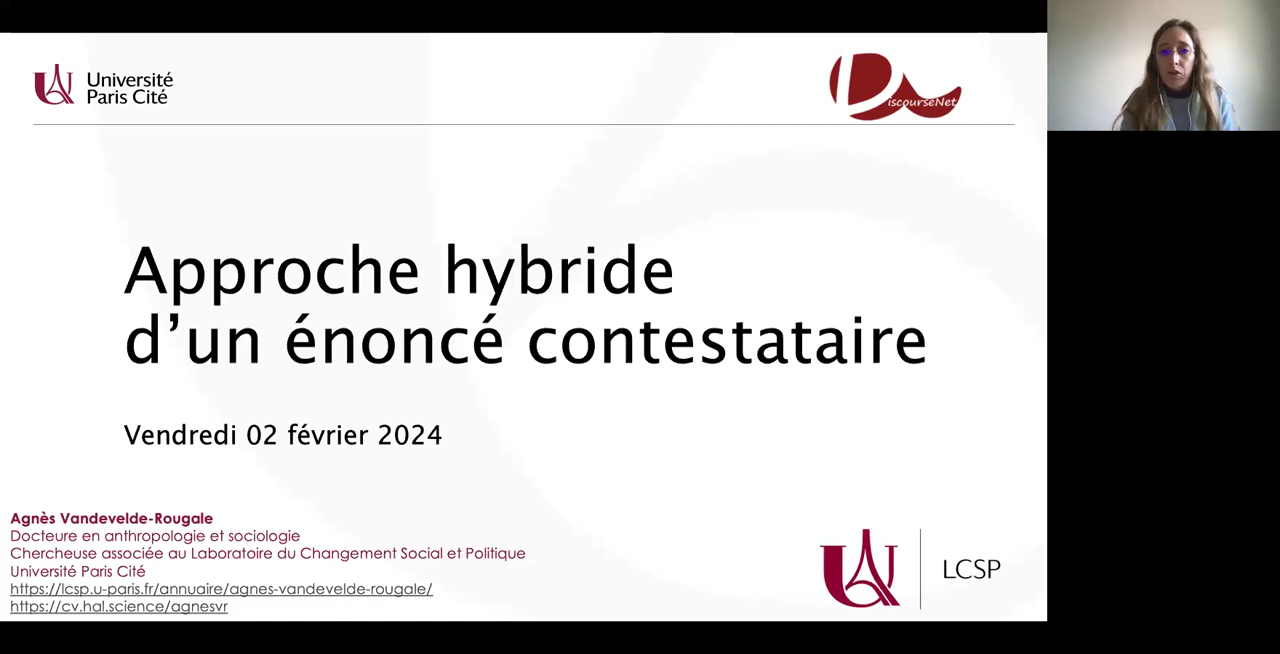 Université
Paris Cité
DiscourseNet
Approche hybride
d’un énoncé contestataire
Vendredi 02 février 2024
Agnès Vandevelde-Rougale
Docteure en anthropologie et sociologie
Chercheuse associée au Laboratoire du Changement Social et Politique
Université Paris Cité
https://lcsp.u-paris.fr/annuaire/agnes-vandevelde-rougale/
https://cv.hal.science/agnesvr
LCSP